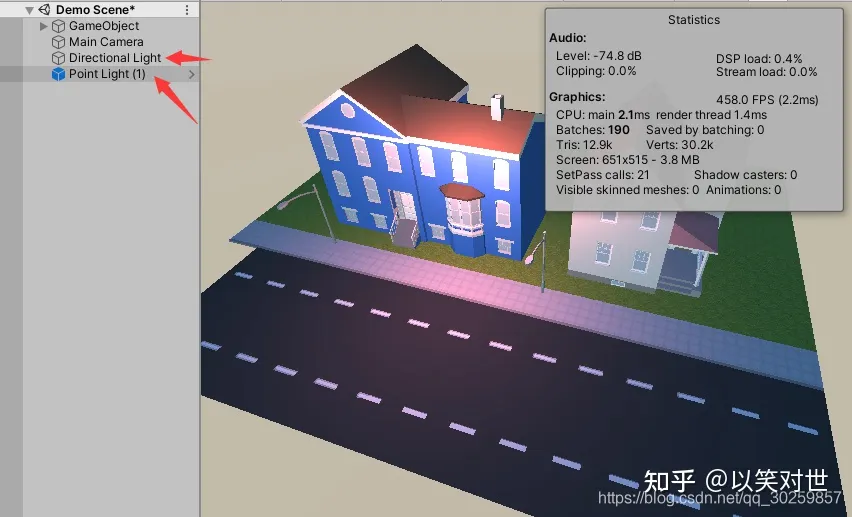 Demo Scene*
GameObject
Main Camera
Directional Light
Point Light (1)
Statistics
Audio:
Level: -74.8 dB DSP load: 0.4%
Clipping: 0.0% Stream load: 0.0%
Graphics: 458.0 FPS (2.2ms)
CPU: main 2.1ms render thread 1.4ms
Batches: 190 Saved by batching: 0
Tris: 12.9k Verts: 30.2k
Screen: 651x515 - 3.8 MB
SetPass calls: 21 Shadow casters: 0
Visible skinned meshes: 0 Animations: 0
知乎 @以笑对世
https://blog.csdn.net/qq_30259857